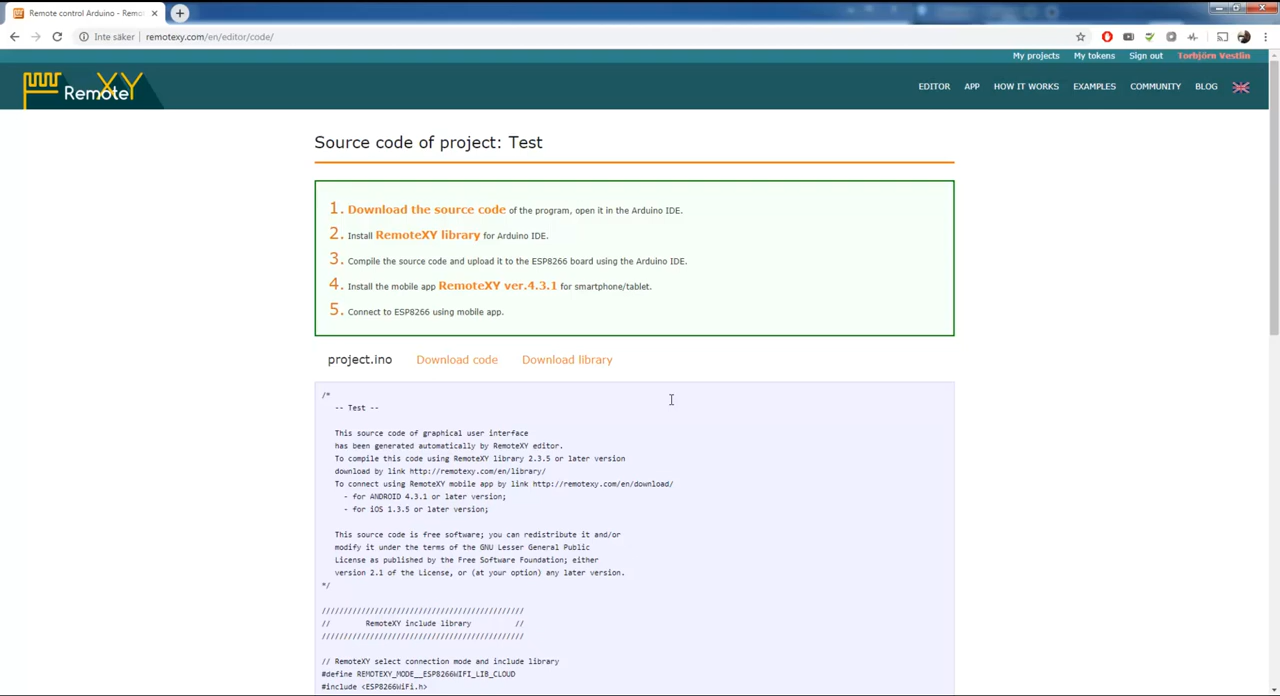 Remote control Arduino - Remo
Inte säker | remotexy.com/en/editor/code/
My projects My tokens Sign out Torbjörn Vestlin
RemoteXY
EDITOR APP HOW IT WORKS EXAMPLES COMMUNITY BLOG
Source code of project: Test
1. Download the source code of the program, open it in the Arduino IDE.
2. Install RemoteXY library for Arduino IDE.
3. Compile the source code and upload it to the ESP8266 board using the Arduino IDE.
4. Install the mobile app RemoteXY ver.4.3.1 for smartphone/tablet.
5. Connect to ESP8266 using mobile app.
project.ino Download code Download library
/*
-- Test --
This source code of graphical user interface
has been generated automatically by RemoteXY editor.
To compile this code using RemoteXY library 2.3.5 or later version
download by link http://remotexy.com/en/library/
To connect using RemoteXY mobile app by link http://remotexy.com/en/download/
- for ANDROID 4.3.1 or later version;
- for iOS 1.3.5 or later version;
This source code is free software; you can redistribute it and/or
modify it under the terms of the GNU Lesser General Public
License as published by the Free Software Foundation; either
version 2.1 of the License, or (at your option) any later version.
*/
//////////////////////////////////////////////
// RemoteXY include library //
//////////////////////////////////////////////
// RemoteXY select connection mode and include library
#define REMOTEXY_MODE__ESP8266WIFI_LIB_CLOUD
#include <ESP8266WiFi.h>